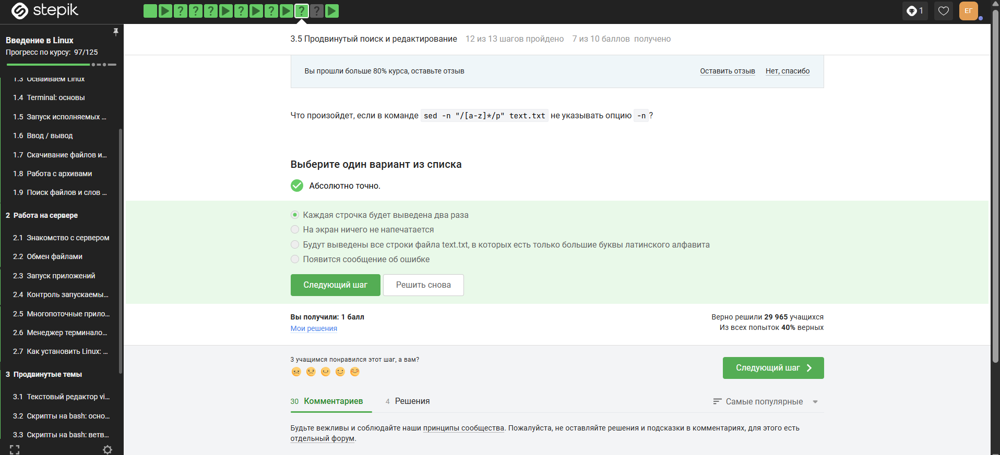 stepik
1
ЕГ
Введение в Linux
Прогресс по курсу: 97/125
1.3 Осваиваем Linux
1.4 Terminal: основы
1.5 Запуск исполняемых ...
1.6 Ввод / вывод
1.7 Скачивание файлов и...
1.8 Работа с архивами
1.9 Поиск файлов и слов ...
2 Работа на сервере
2.1 Знакомство с сервером
2.2 Обмен файлами
2.3 Запуск приложений
2.4 Контроль запускаемы...
2.5 Многопоточные прило...
2.6 Менеджер терминало...
2.7 Как установить Linux: ...
3 Продвинутые темы
3.1 Текстовый редактор vi...
3.2 Скрипты на bash: осно...
3.3 Скрипты на bash: ветв...
3.5 Продвинутый поиск и редактирование 12 из 13 шагов пройдено 7 из 10 баллов получено
Вы прошли больше 80% курса, оставьте отзыв Оставить отзыв Нет, спасибо
Что произойдет, если в команде sed -n "/[a-z]*/p" text.txt не указывать опцию -n?
Выберите один вариант из списка
Абсолютно точно.
Каждая строчка будет выведена два раза
На экран ничего не напечатается
Будут выведены все строки файла text.txt, в которых есть только большие буквы латинского алфавита
Появится сообщение об ошибке
Следующий шаг Решить снова
Вы получили: 1 балл
Мои решения
Верно решили 29 965 учащихся
Из всех попыток 40% верных
3 учащимся понравился этот шаг, а вам?
Следующий шаг
30 Комментариев 4 Решения Самые популярные
Будьте вежливы и соблюдайте наши принципы сообщества. Пожалуйста, не оставляйте решения и подсказки в комментариях, для этого есть
отдельный форум.